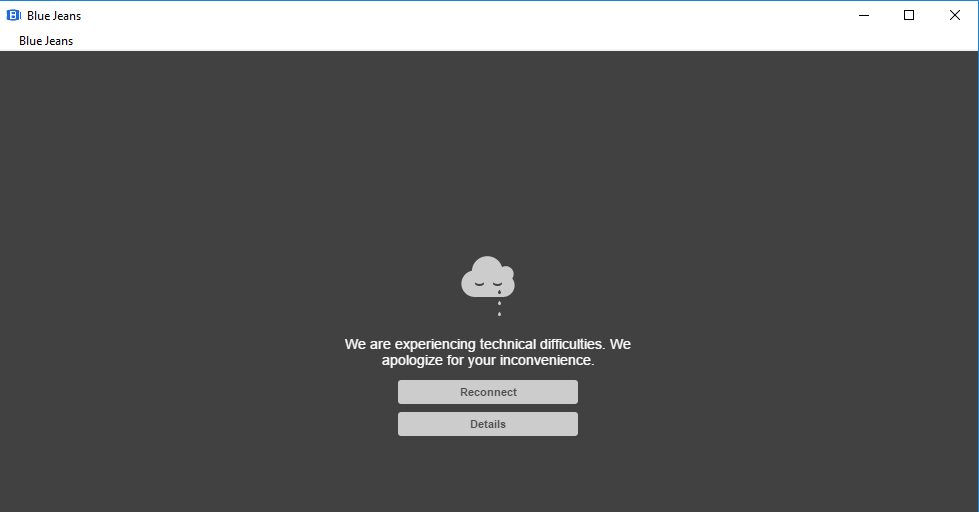 Blue Jeans
Blue Jeans
We are experiencing technical difficulties. We
apologize for your inconvenience.
Reconnect
Details